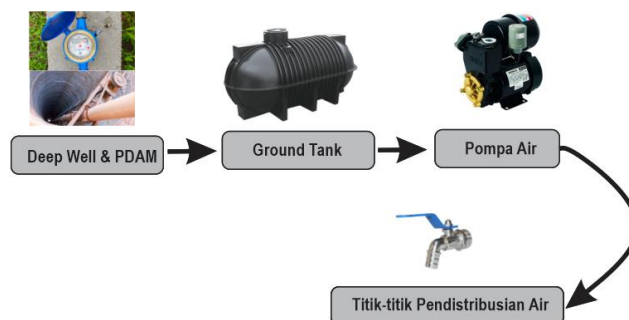 Deep Well & PDAM
Ground Tank
Pompa Air
Titik-titik Pendistribusian Air